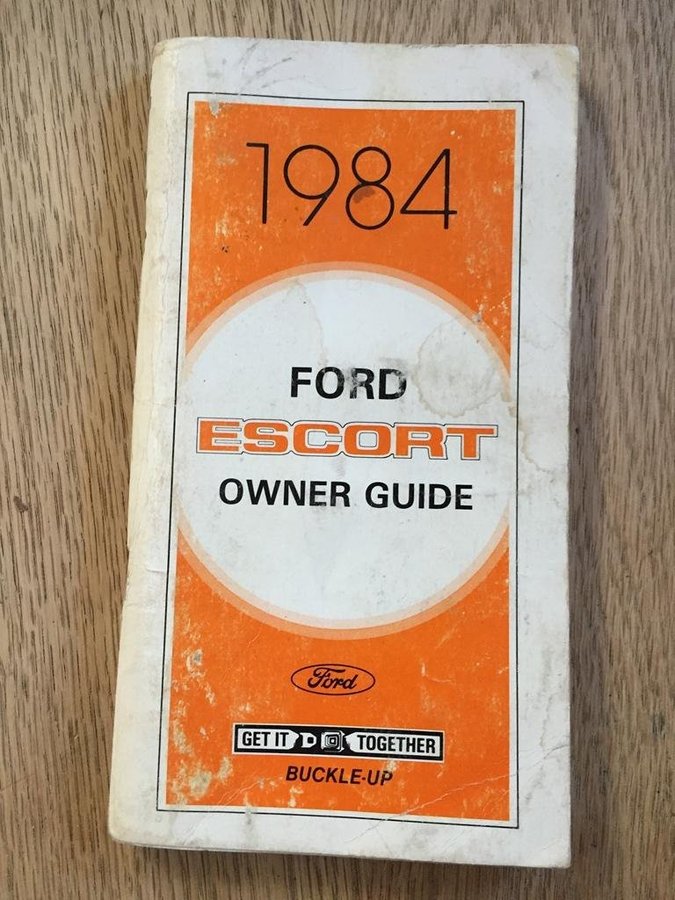 1984
FORD
ESCORT
OWNER GUIDE
Ford
GET IT TOGETHER
BUCKLE-UP